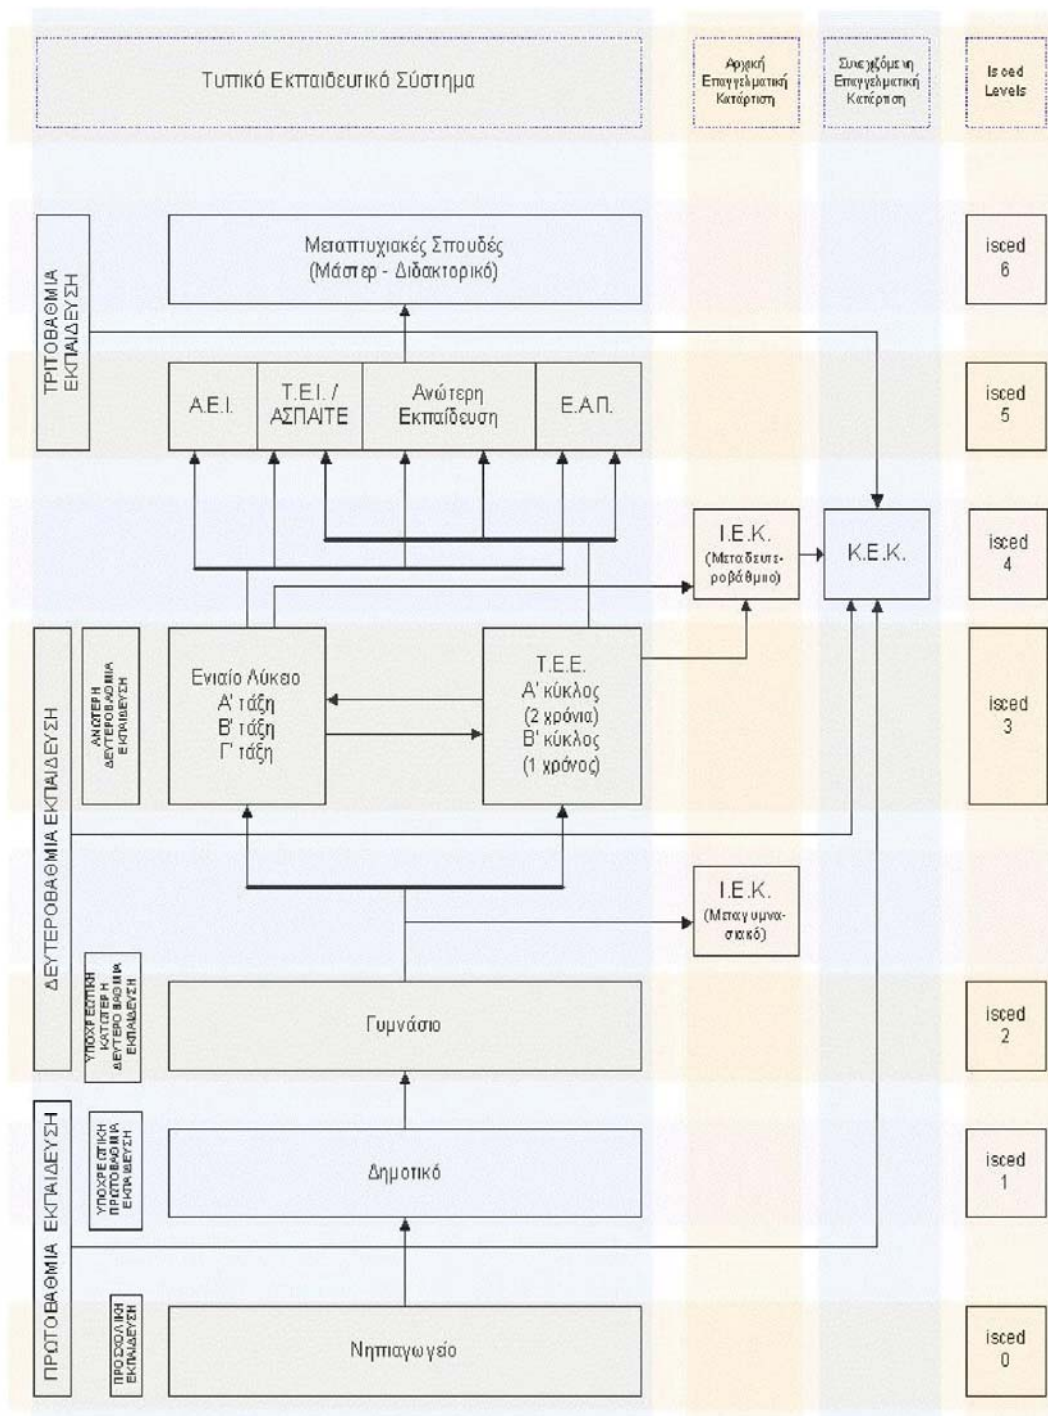 Τυπικό Εκπαιδευτικό Σύστημα
Αρχική
Επαγγελματική
Κατάρτιση
Συνεχιζόμενη
Επαγγελματική
Κατάρτιση
Isced
Levels
ΤΡΙΤΟΒΑΘΜΙΑ
ΕΚΠΑΙΔΕΥΣΗ
Μεταπτυχιακές Σπουδές
(Μάστερ - Διδακτορικό)
isced
6
Α.Ε.Ι.
Τ.Ε.Ι. /
ΑΣΠΑΙΤΕ
Ανώτερη
Εκπαίδευση
Ε.Α.Π.
isced
5
Ι.Ε.Κ.
(Μεταδευτε-
ροβάθμιο)
Κ.Ε.Κ.
isced
4
ΔΕΥΤΕΡΟΒΑΘΜΙΑ ΕΚΠΑΙΔΕΥΣΗ
ΑΝΩΤΕΡΗ
ΔΕΥΤΕΡΟΒΑΘΜΙΑ
ΕΚΠΑΙΔΕΥΣΗ
Ενιαίο Λύκειο
Α' τάξη
Β' τάξη
Γ' τάξη
Τ.Ε.Ε.
Α' κύκλος
(2 χρόνια)
Β' κύκλος
(1 χρόνος)
isced
3
Ι.Ε.Κ.
(Μεταγυμνα-
σιακό)
ΥΠΟΧΡΕΩΤΙΚΗ
ΚΑΤΩΤΕΡΗ
ΔΕΥΤΕΡΟΒΑΘΜΙΑ
ΕΚΠΑΙΔΕΥΣΗ
Γυμνάσιο
isced
2
ΠΡΩΤΟΒΑΘΜΙΑ ΕΚΠΑΙΔΕΥΣΗ
ΥΠΟΧΡΕΩΤΙΚΗ
ΠΡΩΤΟΒΑΘΜΙΑ
ΕΚΠΑΙΔΕΥΣΗ
Δημοτικό
isced
1
ΠΡΟΣΧΟΛΙΚΗ
ΕΚΠΑΙΔΕΥΣΗ
Νηπιαγωγείο
isced
0